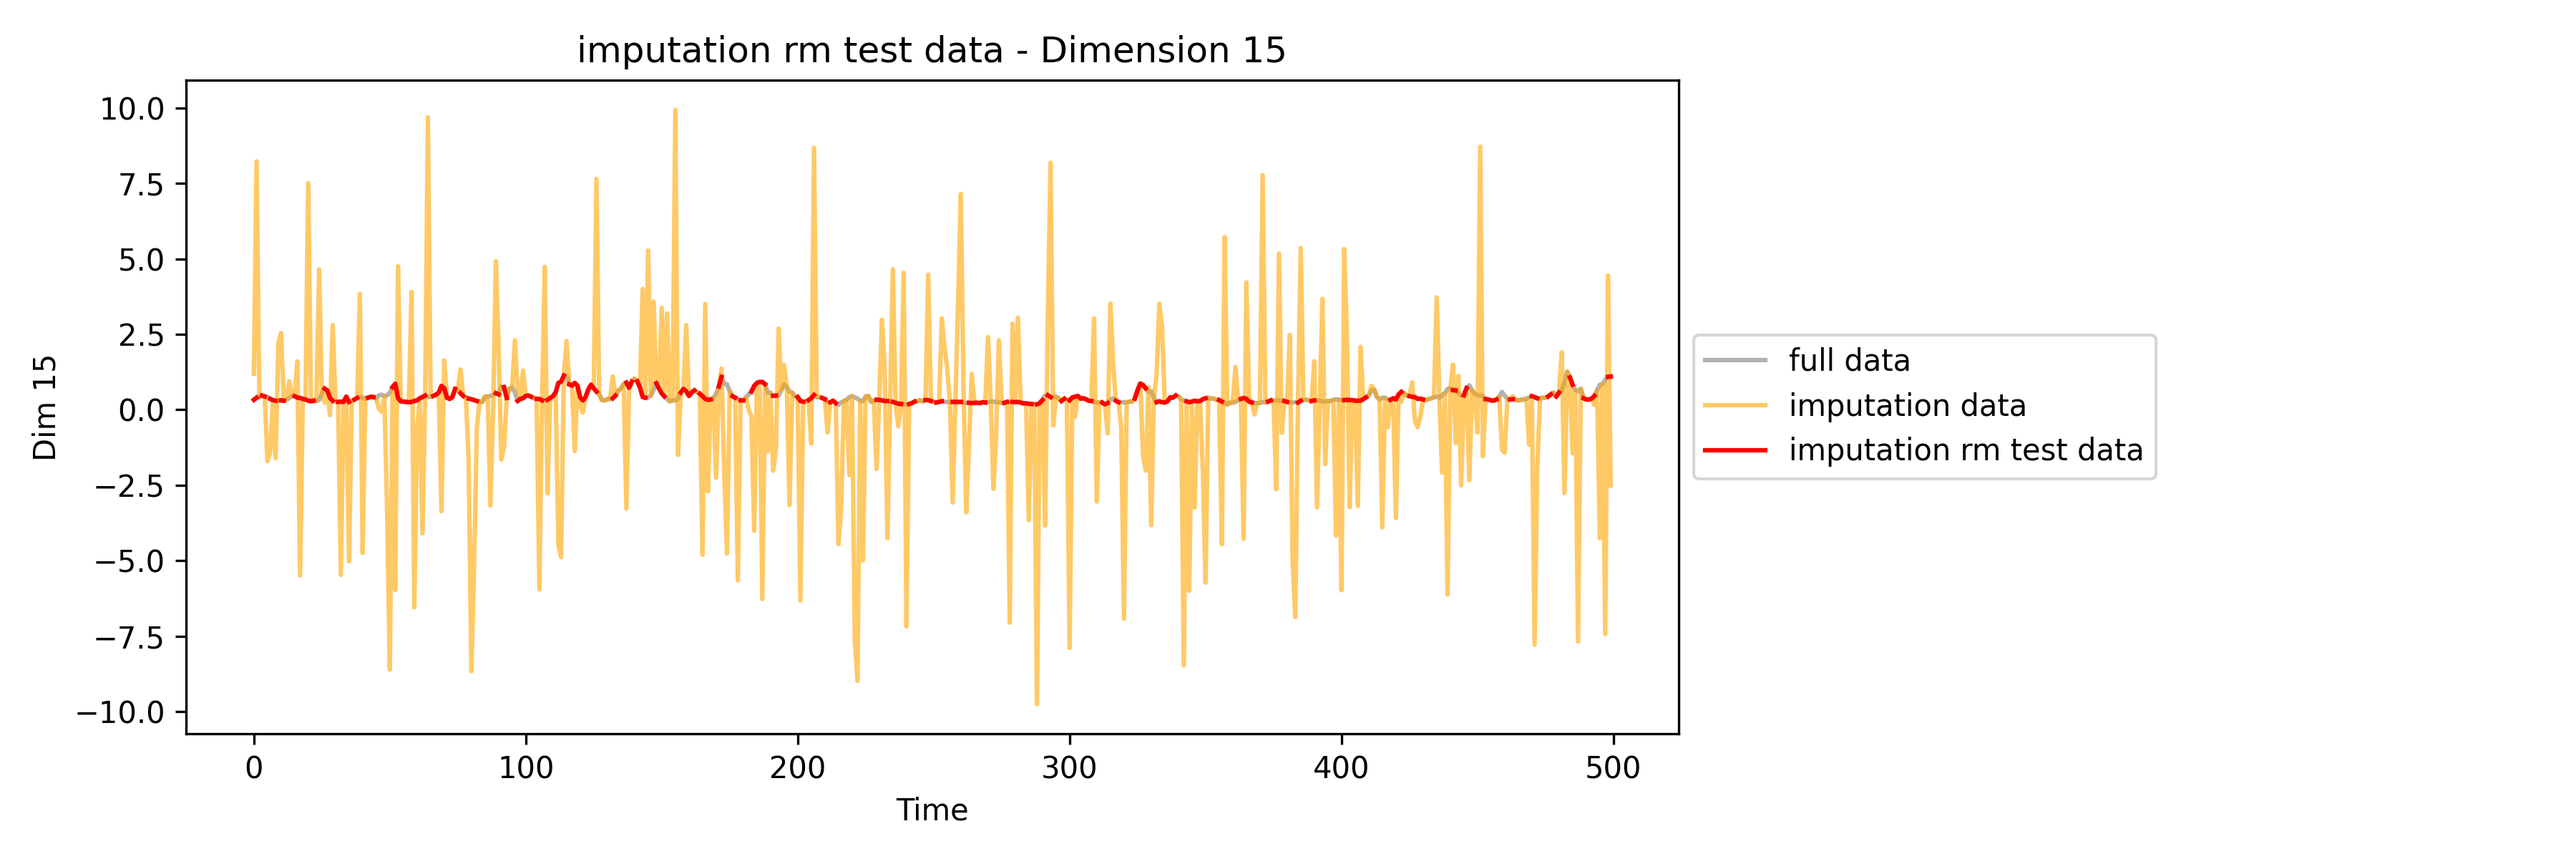 imputation rm test data - Dimension 15
10.0
7.5
5.0
2.5
0.0
−2.5
−5.0
−7.5
−10.0
Dim 15
0 100 200 300 400 500
Time
full data
imputation data
imputation rm test data